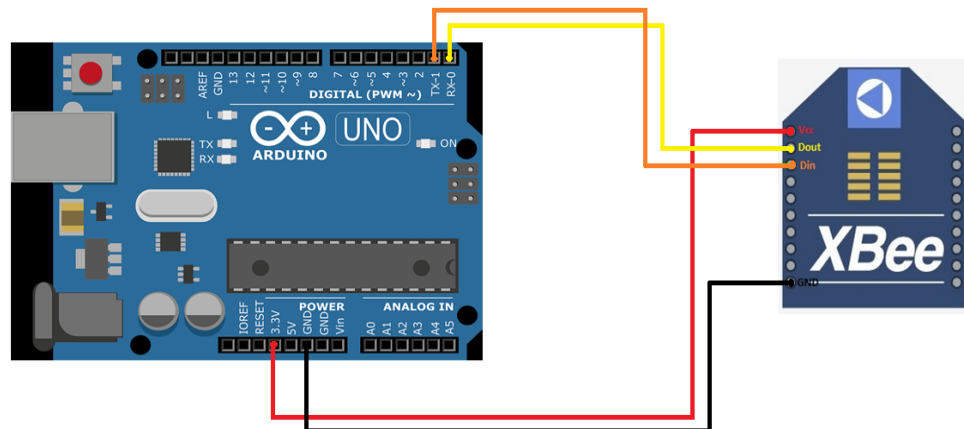 AREF
GND
13
12
~11
~10
~9
8
7
~6
~5
4
~3
2
TX-1
RX-0
DIGITAL (PWM ~)
L
TX
RX
ARDUINO
UNO
ON
POWER
ANALOG IN
IOREF
RESET
3.3V
5V
GND
GND
Vin
A0
A1
A2
A3
A4
A5
Vcc
Dout
Din
XBee
GND